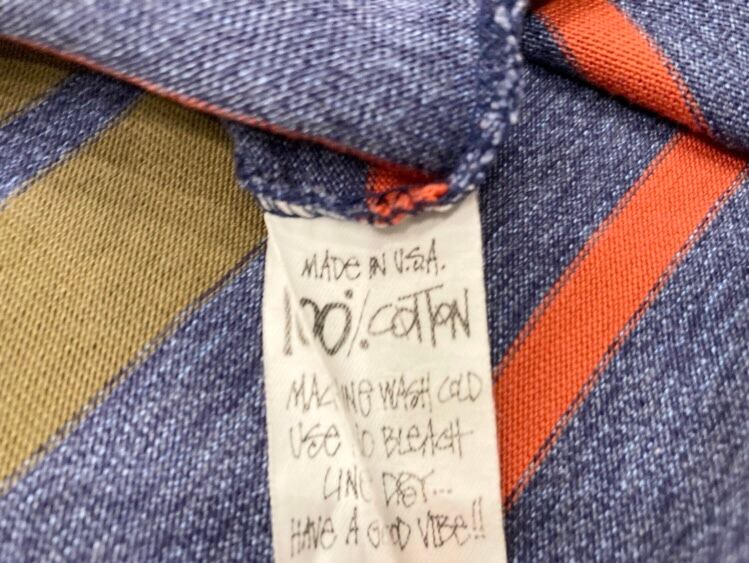 MADE IN U.S.A.
100% COTTON
MACHINE WASH COLD
USE NO BLEACH
LINE DRY...
HAVE A GOOD VIBE!!